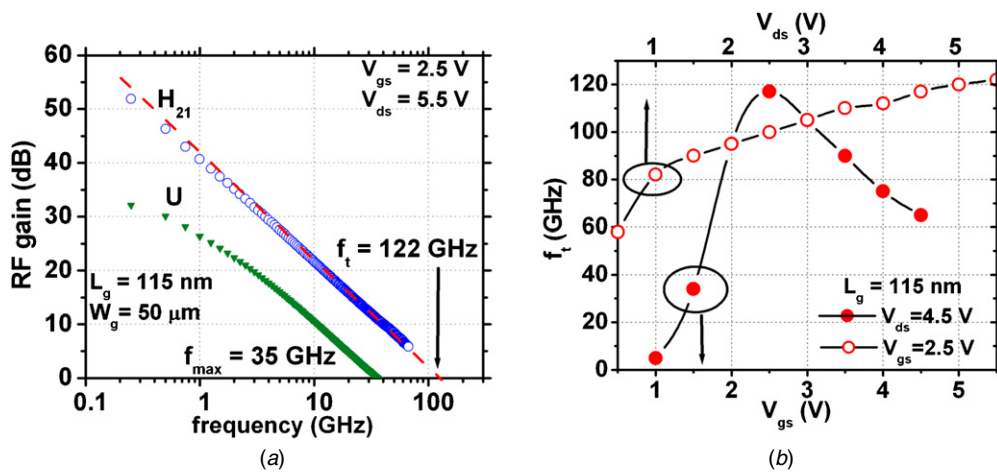 60
50
40
30
20
10
0
RF gain (dB)
H21
U
Vgs = 2.5 V
Vds = 5.5 V
ft = 122 GHz
Lg = 115 nm
Wg = 50 μm
fmax = 35 GHz
0.1
1
10
100
frequency (GHz)
(a)
Vds (V)
1
2
3
4
5
120
100
80
60
40
20
0
ft (GHz)
Lg = 115 nm
Vds=4.5 V
Vgs=2.5 V
1
2
3
4
5
Vgs (V)
(b)